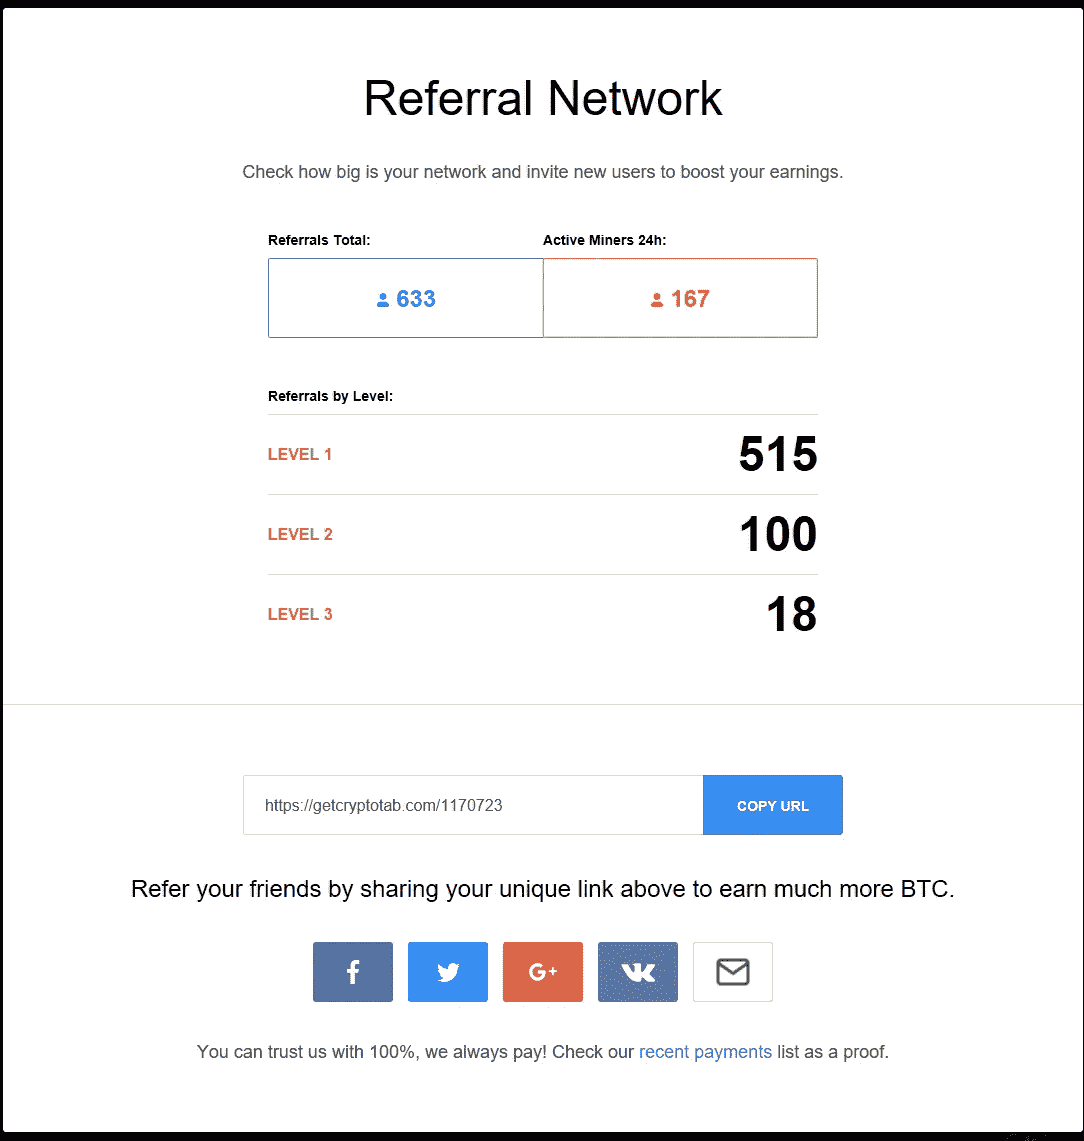 Referral Network
Check how big is your network and invite new users to boost your earnings.
Referrals Total: Active Miners 24h:
633 167
Referrals by Level:
LEVEL 1 515
LEVEL 2 100
LEVEL 3 18
https://getcryptotab.com/1170723 COPY URL
Refer your friends by sharing your unique link above to earn much more BTC.
f G+
You can trust us with 100%, we always pay! Check our recent payments list as a proof.